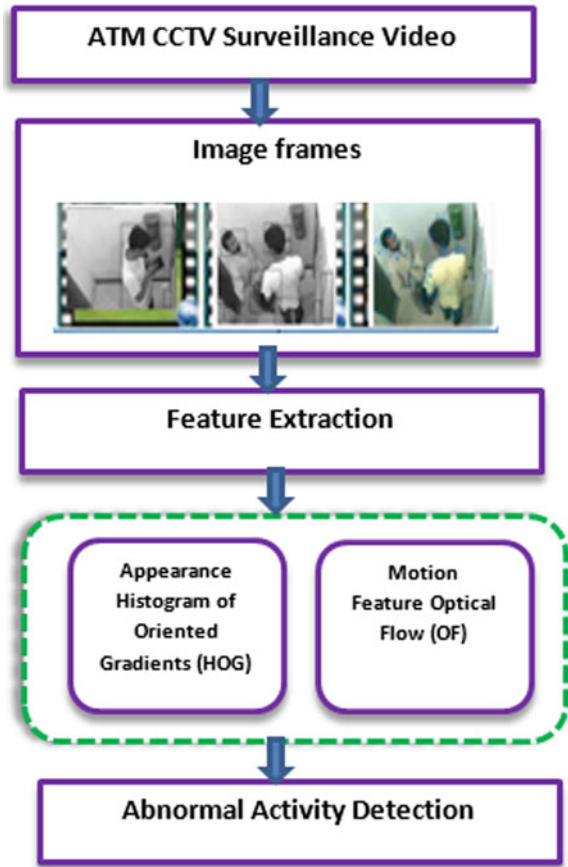 ATM CCTV Surveillance Video
Image frames
Feature Extraction
Appearance
Histogram of
Oriented
Gradients (HOG)
Motion
Feature Optical
Flow (OF)
Abnormal Activity Detection